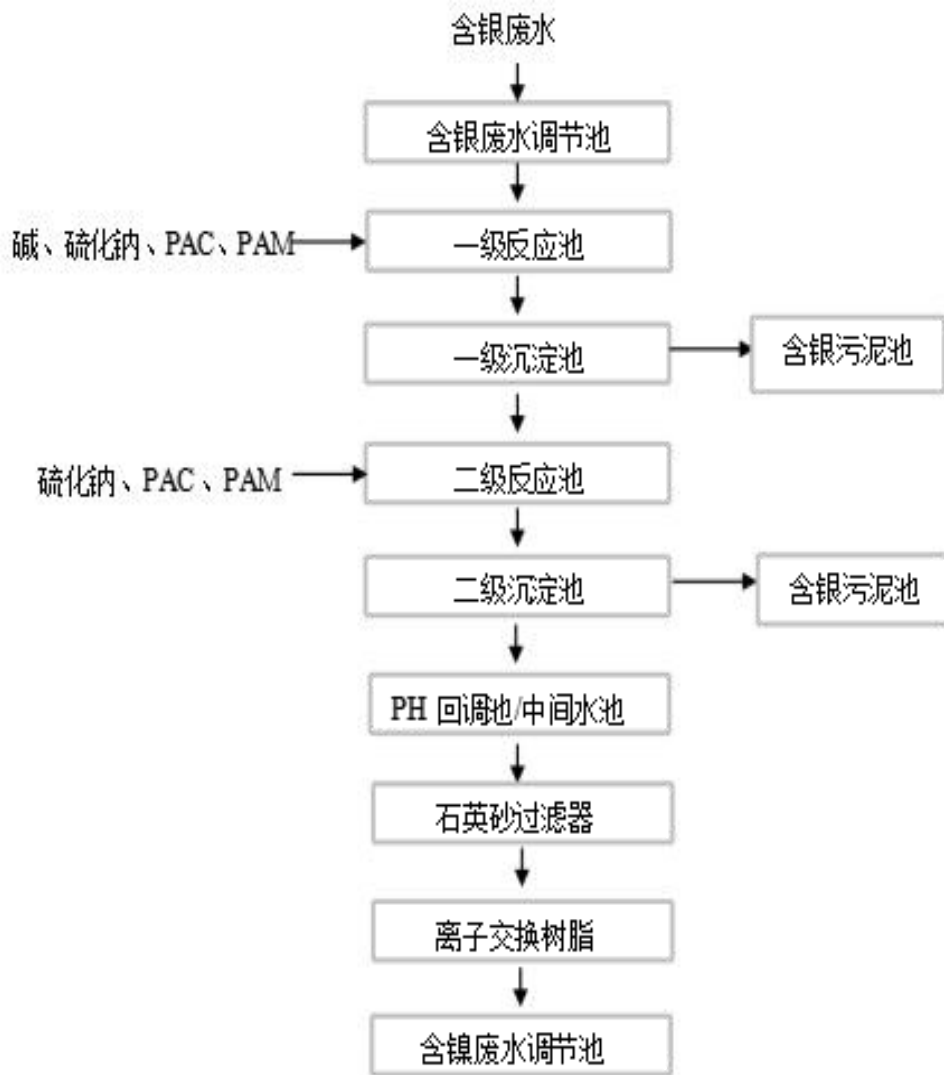 含银废水
含银废水调节池
碱、硫化钠、PAC、PAM
一级反应池
一级沉淀池
含银污泥池
硫化钠、PAC、PAM
二级反应池
二级沉淀池
含银污泥池
PH 回调池/中间水池
石英砂过滤器
离子交换树脂
含镍废水调节池